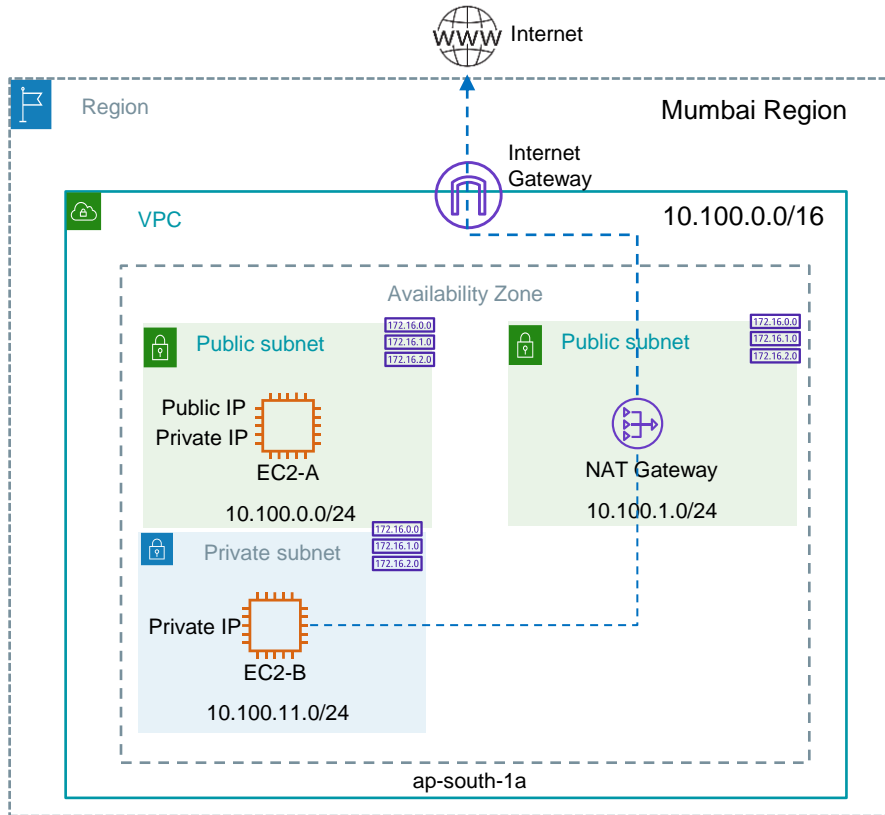 WWW
Internet
Region
Mumbai Region
Internet
Gateway
VPC
10.100.0.0/16
Availability Zone
Public subnet
172.16.0.0
172.16.1.0
172.16.2.0
Public IP
Private IP
EC2-A
10.100.0.0/24
Public subnet
172.16.0.0
172.16.1.0
172.16.2.0
NAT Gateway
10.100.1.0/24
Private subnet
172.16.0.0
172.16.1.0
172.16.2.0
Private IP
EC2-B
10.100.11.0/24
ap-south-1a